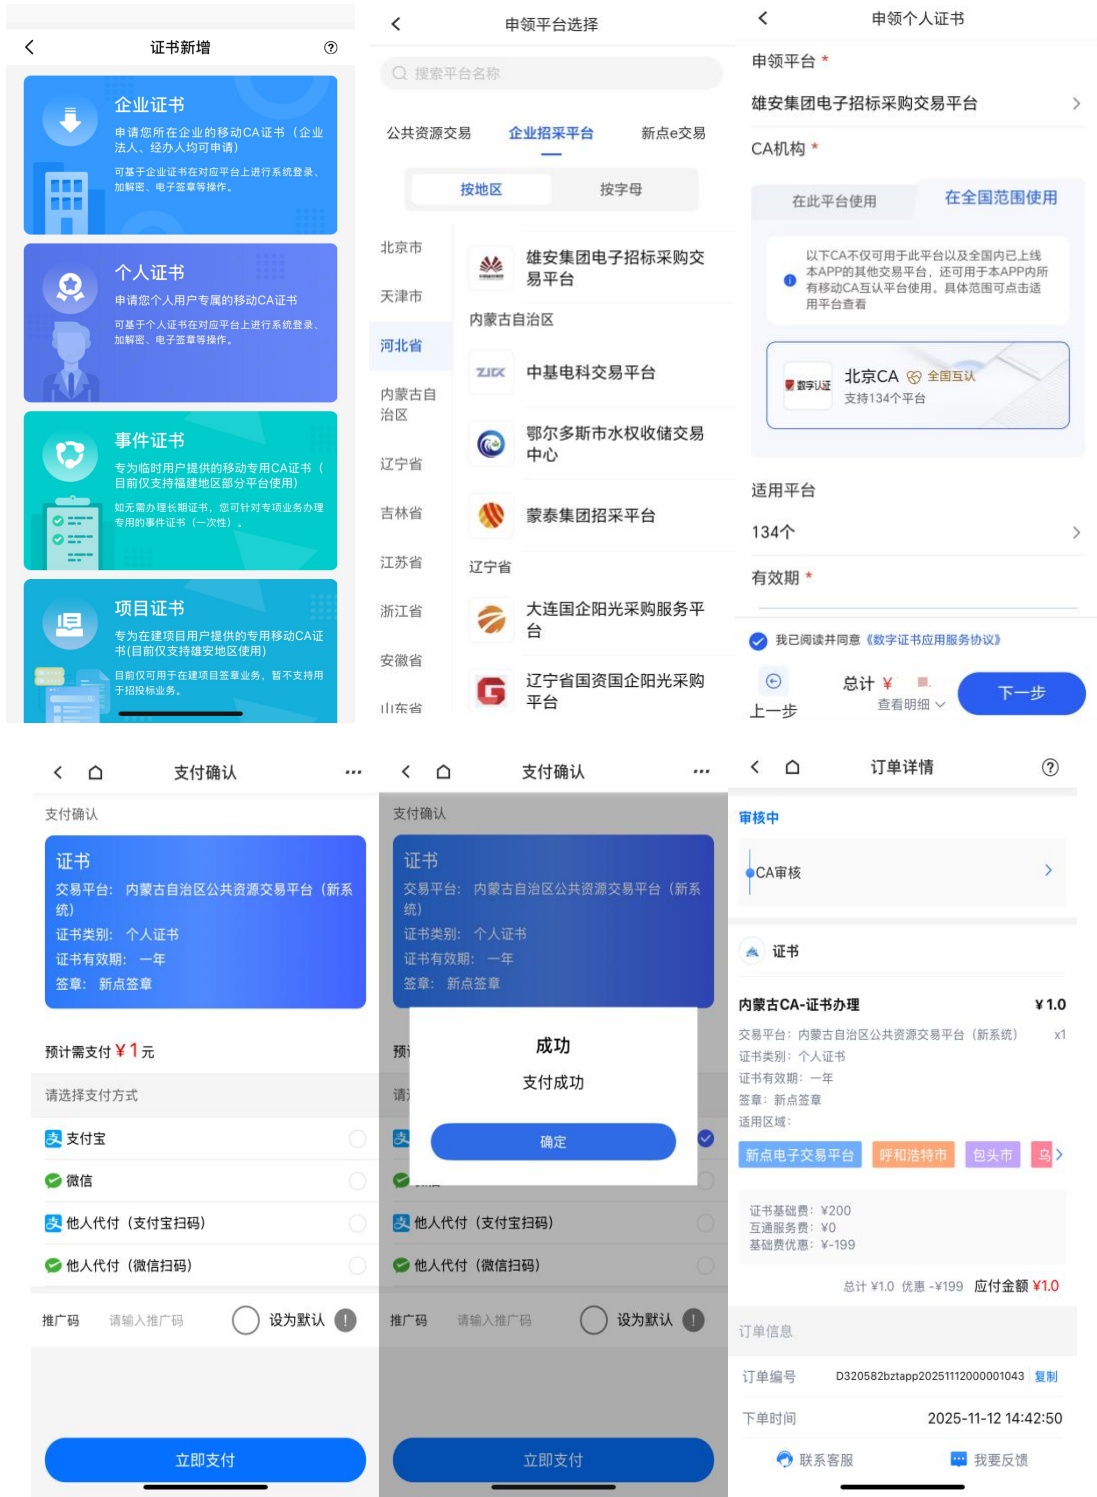 证书新增
企业证书
申请您所在企业的移动CA证书（企业
法人、经办人均可申请）
可基于企业证书在对应平台上进行系统登录、
加解密、电子签章等操作。
个人证书
申请您个人用户专属的移动CA证书
可基于个人证书在对应平台上进行系统登录、
加解密、电子签章等操作。
事件证书
专为临时用户提供的移动专用CA证书（
目前仅支持福建地区部分平台使用）
如无需办理长期证书，您可针对专项业务办理
专用的事件证书（一次性）。
项目证书
专为在建项目用户提供的专用移动CA证
书(目前仅支持雄安地区使用)
目前仅可用于在建项目签章业务，暂不支持用
于招投标业务。
申领平台选择
搜索平台名称
公共资源交易 企业招采平台 新点e交易
按地区 按字母
北京市
天津市
河北省
内蒙古自
治区
辽宁省
吉林省
江苏省
浙江省
安徽省
山东省
雄安集团电子招标采购交
易平台
内蒙古自治区
ZJDK 中基电科交易平台
鄂尔多斯市水权收储交易
中心
蒙泰集团招采平台
辽宁省
大连国企阳光采购服务平
台
辽宁省国资国企阳光采购
平台
申领个人证书
申领平台 *
雄安集团电子招标采购交易平台
CA机构 *
在此平台使用 在全国范围使用
以下CA不仅可用于此平台以及全国内已上线
本APP的其他交易平台，还可用于本APP内所
有移动CA互认平台使用。具体范围可点击适
用平台查看
数字认证 北京CA 全国互认
支持134个平台
适用平台
134个
有效期 *
我已阅读并同意《数字证书应用服务协议》
上一步
总计 ¥
查看明细
下一步
支付确认
支付确认
证书
交易平台： 内蒙古自治区公共资源交易平台（新系
统）
证书类别： 个人证书
证书有效期： 一年
签章： 新点签章
预计需支付 ¥ 1 元
请选择支付方式
支 支付宝
微信
支 他人代付（支付宝扫码）
他人代付（微信扫码）
推广码 请输入推广码 设为默认 !
立即支付
支付确认
支付确认
证书
交易平台： 内蒙古自治区公共资源交易平台（新系
统）
证书类别： 个人证书
证书有效期： 一年
签章： 新点签章
预
成功
支付成功
确定
支 他人代付（支付宝扫码）
他人代付（微信扫码）
推广码 请输入推广码 设为默认 !
立即支付
订单详情
审核中
CA审核
证书
内蒙古CA-证书办理 ¥1.0
交易平台：内蒙古自治区公共资源交易平台（新系统） x1
证书类别：个人证书
证书有效期：一年
签章：新点签章
适用区域：
新点电子交易平台 呼和浩特市 包头市 乌
证书基础费：¥200
互通服务费：¥0
基础费优惠：¥-199
总计 ¥1.0 优惠 -¥199 应付金额 ¥1.0
订单信息
订单编号 D320582bztapp20251112000001043 复制
下单时间 2025-11-12 14:42:50
联系客服 我要反馈